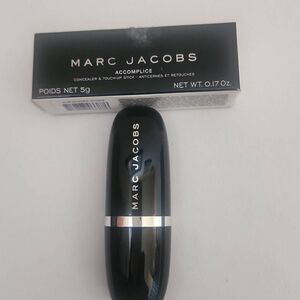 MARC JACOBS
ACCOMPLICE
CONCEALER & TOUCH-UP STICK · ANTICERNES ET RETOUCHES
POIDS NET 5g NET WT. 0.17 Oz.
MARC JACOBS